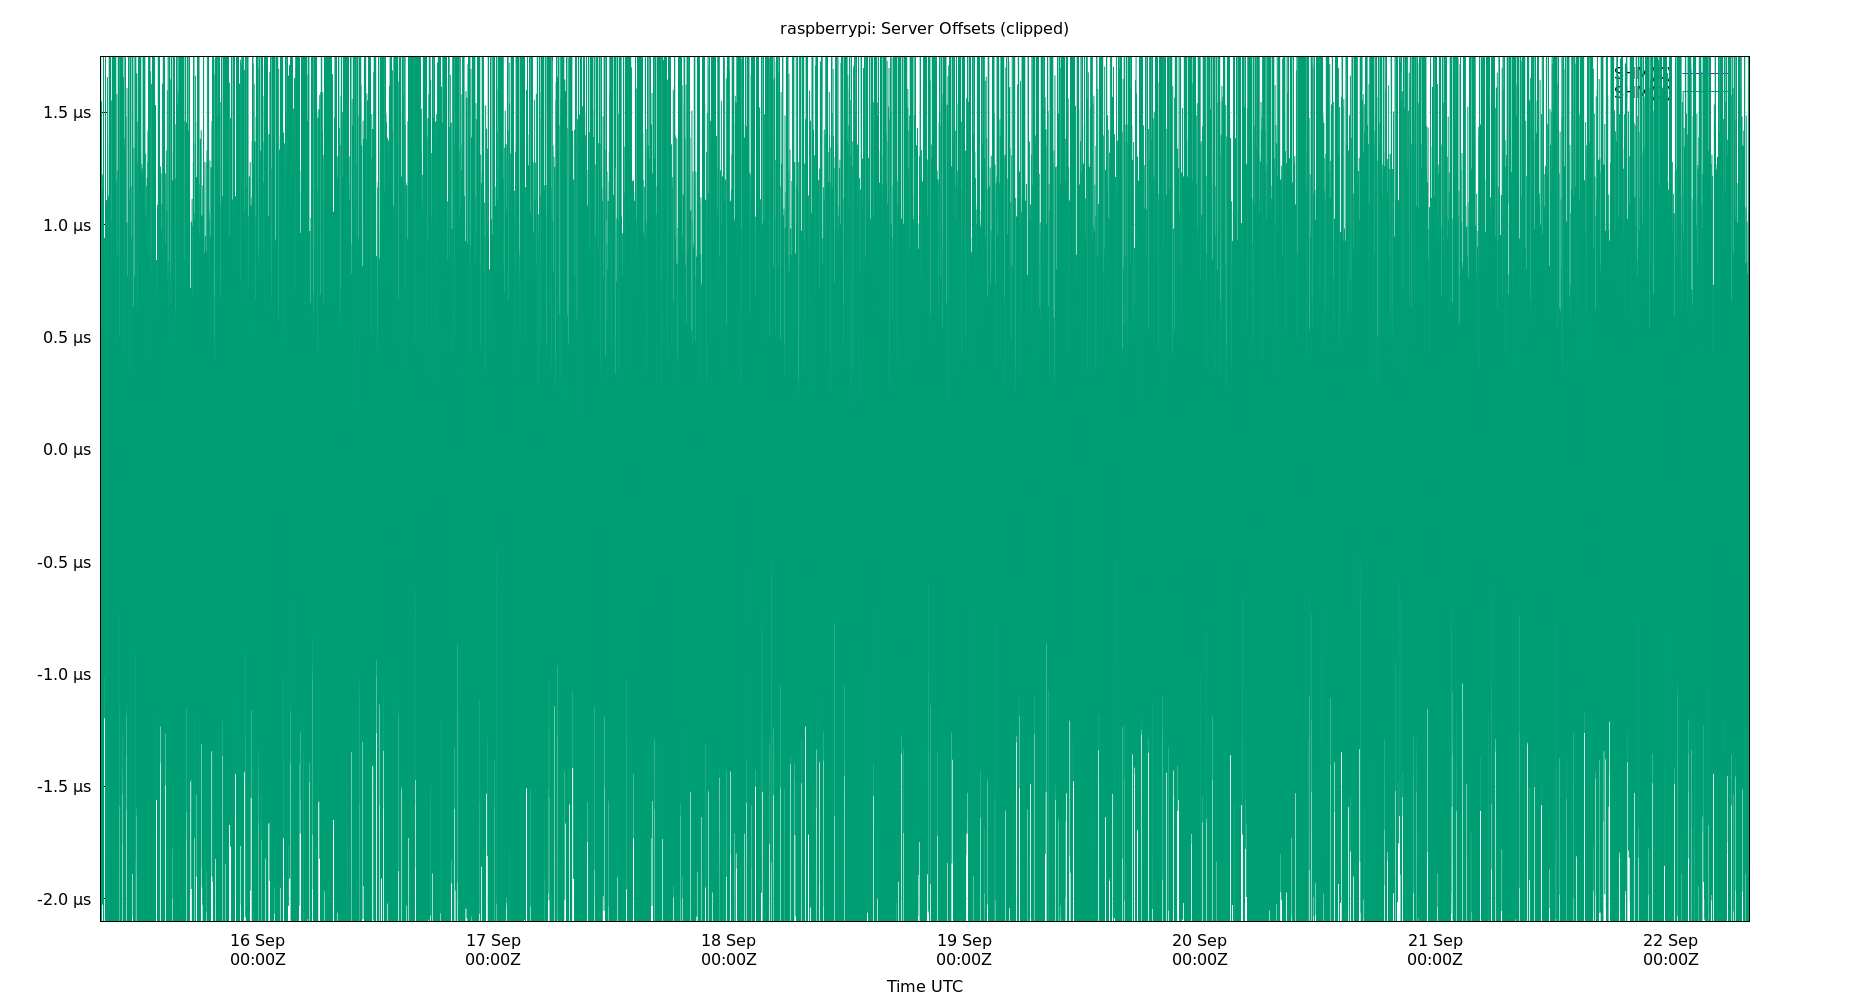 raspberrypi: Server Offsets (clipped)
1.5 µs
1.0 µs
0.5 µs
0.0 µs
-0.5 µs
-1.0 µs
-1.5 µs
-2.0 µs
16 Sep
00:00Z
17 Sep
00:00Z
18 Sep
00:00Z
19 Sep
00:00Z
20 Sep
00:00Z
21 Sep
00:00Z
22 Sep
00:00Z
Time UTC